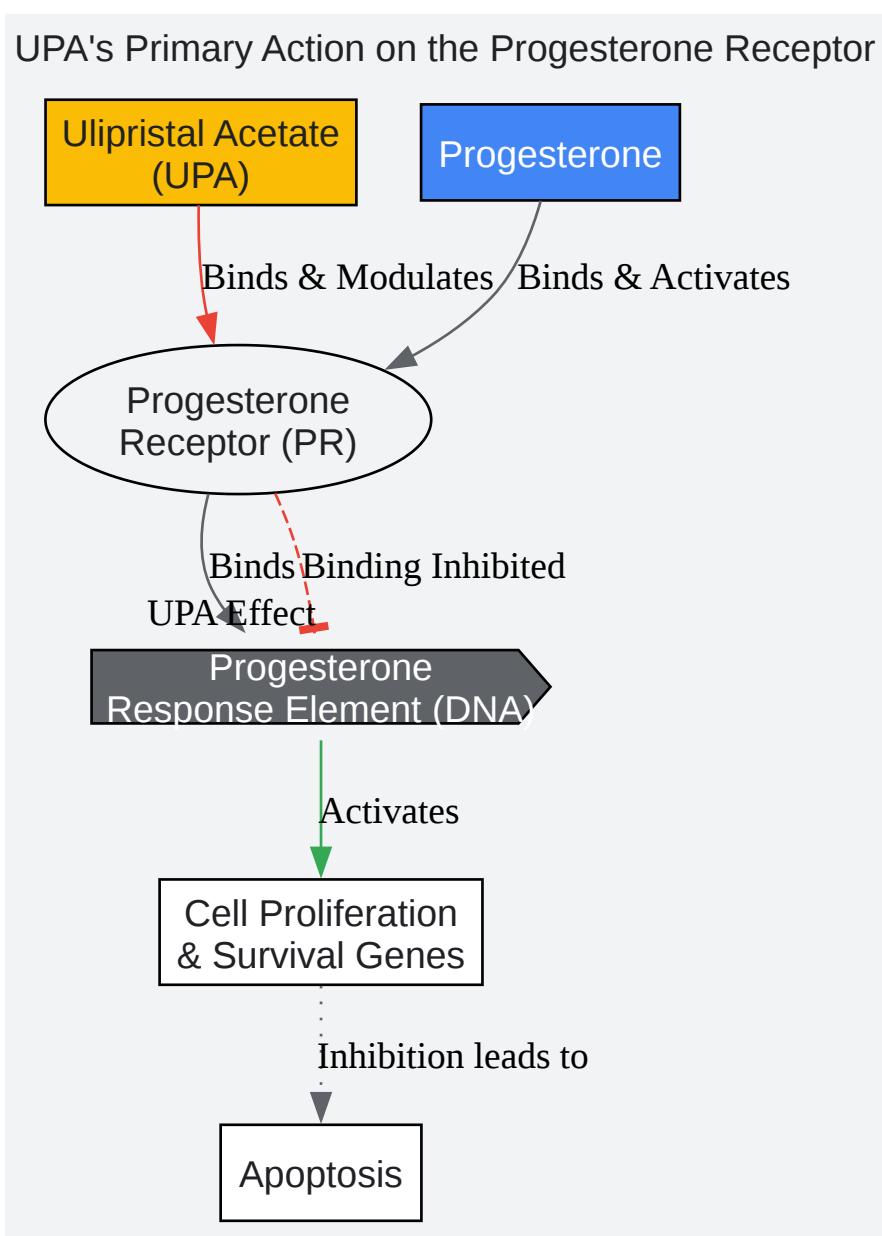 UPA's Primary Action on the Progesterone Receptor
Ulipristal Acetate
(UPA)
Progesterone
Binds & Modulates
Binds & Activates
Progesterone
Receptor (PR)
Binds
Binding Inhibited
UPA Effect
Progesterone
Response Element (DNA)
Activates
Cell Proliferation
& Survival Genes
Inhibition leads to
Apoptosis